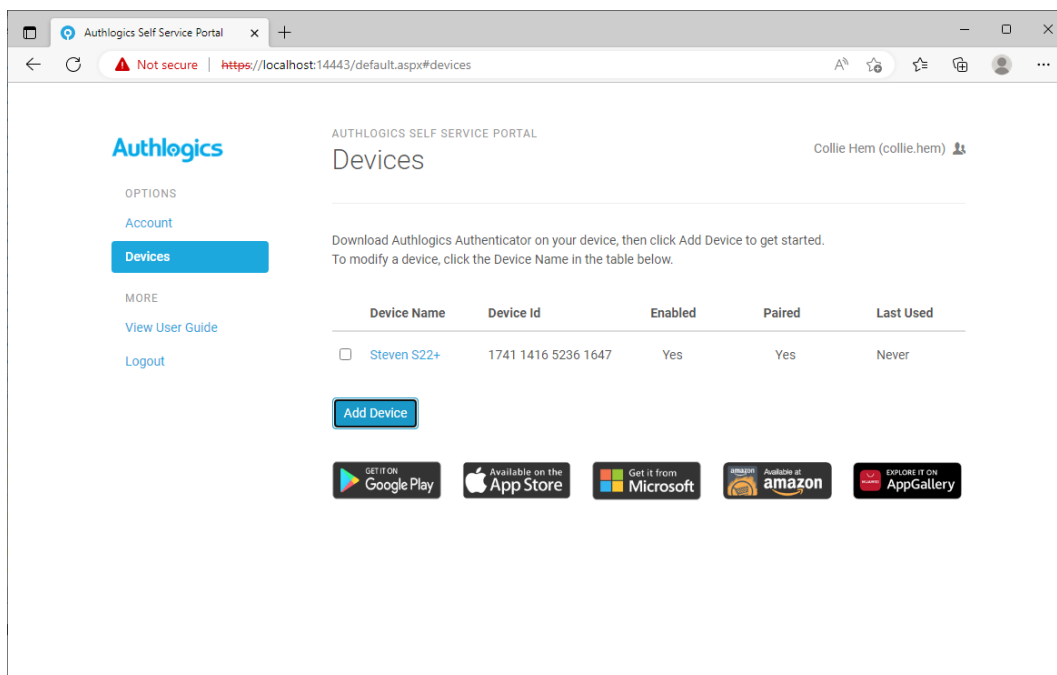 Authlogics Self Service Portal
Not secure
https://localhost:14443/default.aspx#devices
Authlogics
OPTIONS
Account
Devices
MORE
View User Guide
Logout
AUTHLOGICS SELF SERVICE PORTAL
Devices
Collie Hem (collie.hem)
Download Authlogics Authenticator on your device, then click Add Device to get started.
To modify a device, click the Device Name in the table below.
Device Name Device Id Enabled Paired Last Used
Steven S22+ 1741 1416 5236 1647 Yes Yes Never
Add Device
GET IT ON
Google Play
Available on the
App Store
Get it from
Microsoft
amazon
Available at
amazon
HUAWEI
EXPLORE IT ON
AppGallery